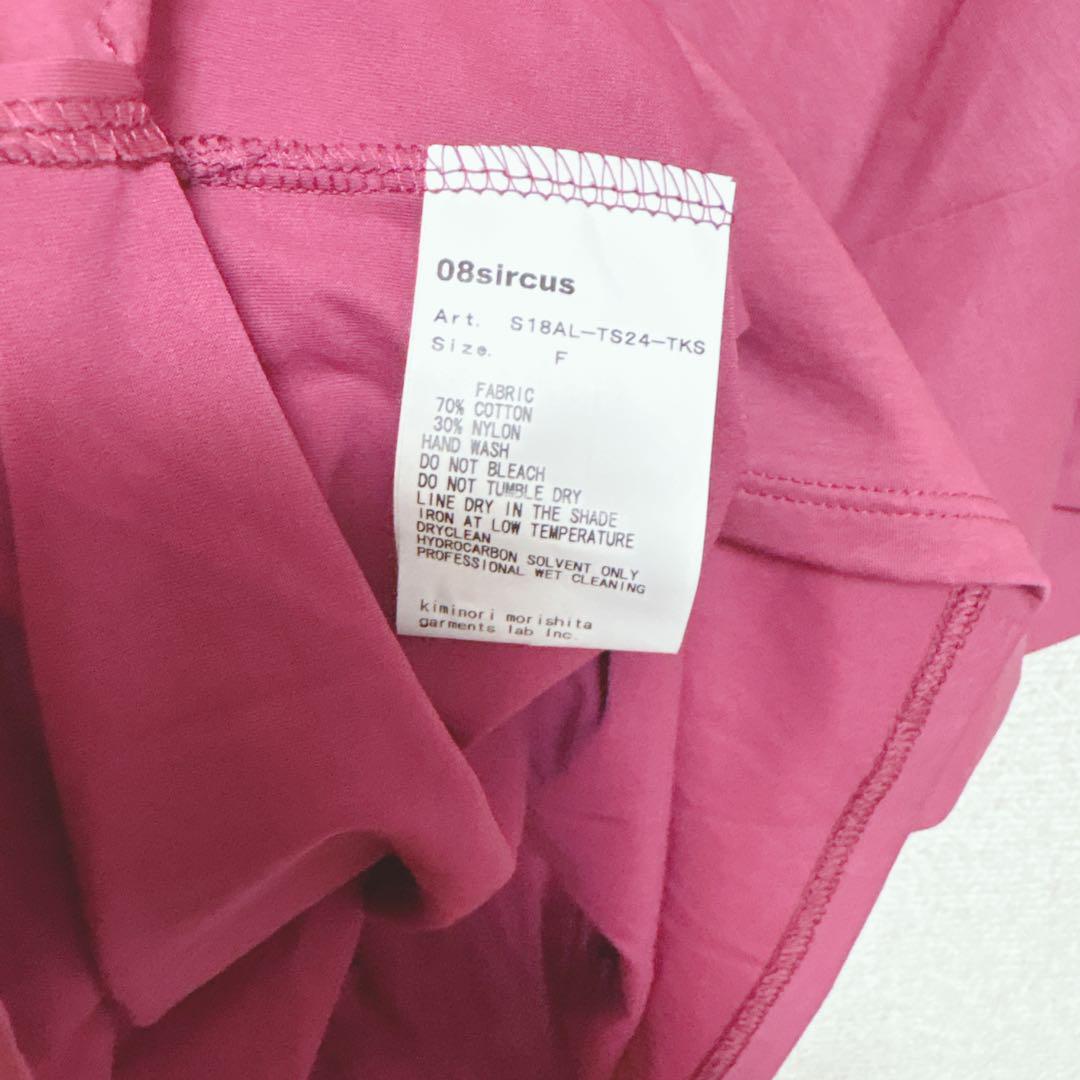 08sircus
Art. S18AL-TS24-TKS
Size. F
FABRIC
70% COTTON
30% NYLON
HAND WASH
DO NOT BLEACH
DO NOT TUMBLE DRY
LINE DRY IN THE SHADE
IRON AT LOW TEMPERATURE
DRYCLEAN
HYDROCARBON SOLVENT ONLY
PROFESSIONAL WET CLEANING
kiminori morishita
garments lab Inc.